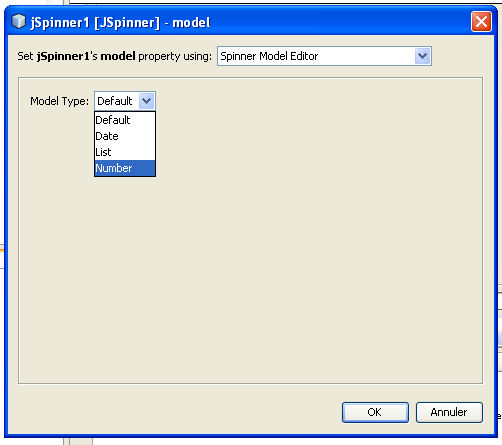 jSpinner1 [JSpinner] - model
Set jSpinner1's model property using: Spinner Model Editor
Model Type: Default
Default
Date
List
Number
OK
Annuler